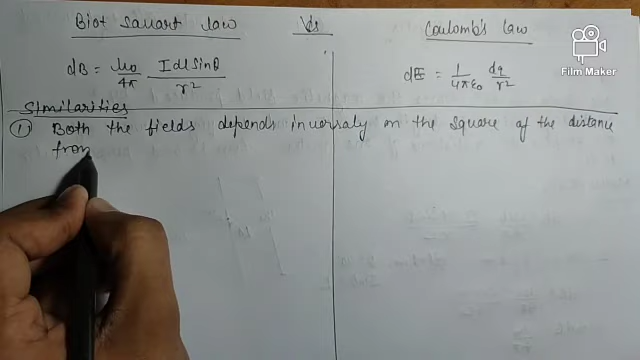 Biot Savart law Vs Coulomb's law
dB = μ₀/4π Idl Sinθ/r²
dE = 1/4πε₀ dq/r²
Similarities
① Both the fields depends inversaly on the square of the distance
from
Film Maker